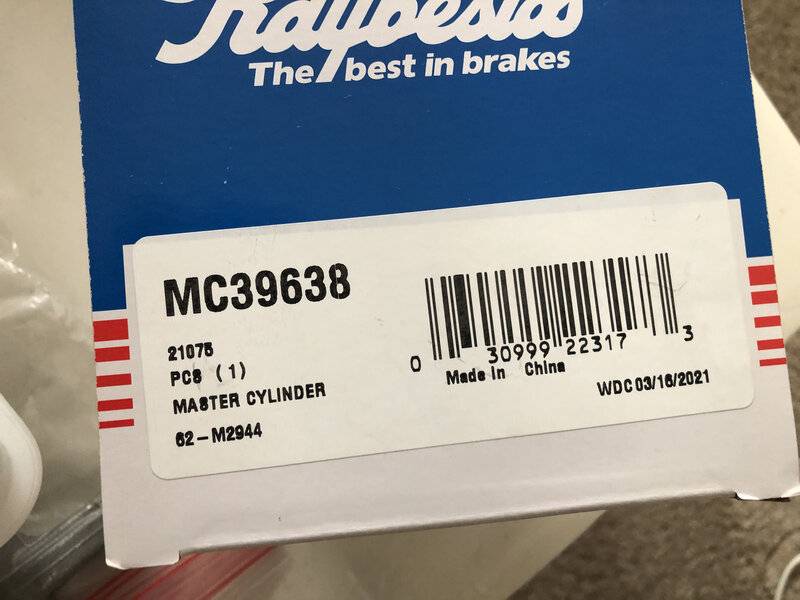 Raybestos
The best in brakes
MC39638
21075
PCS (1)
MASTER CYLINDER
62-M2944
0 30999 22317 3
Made In China
WDC 03/16/2021